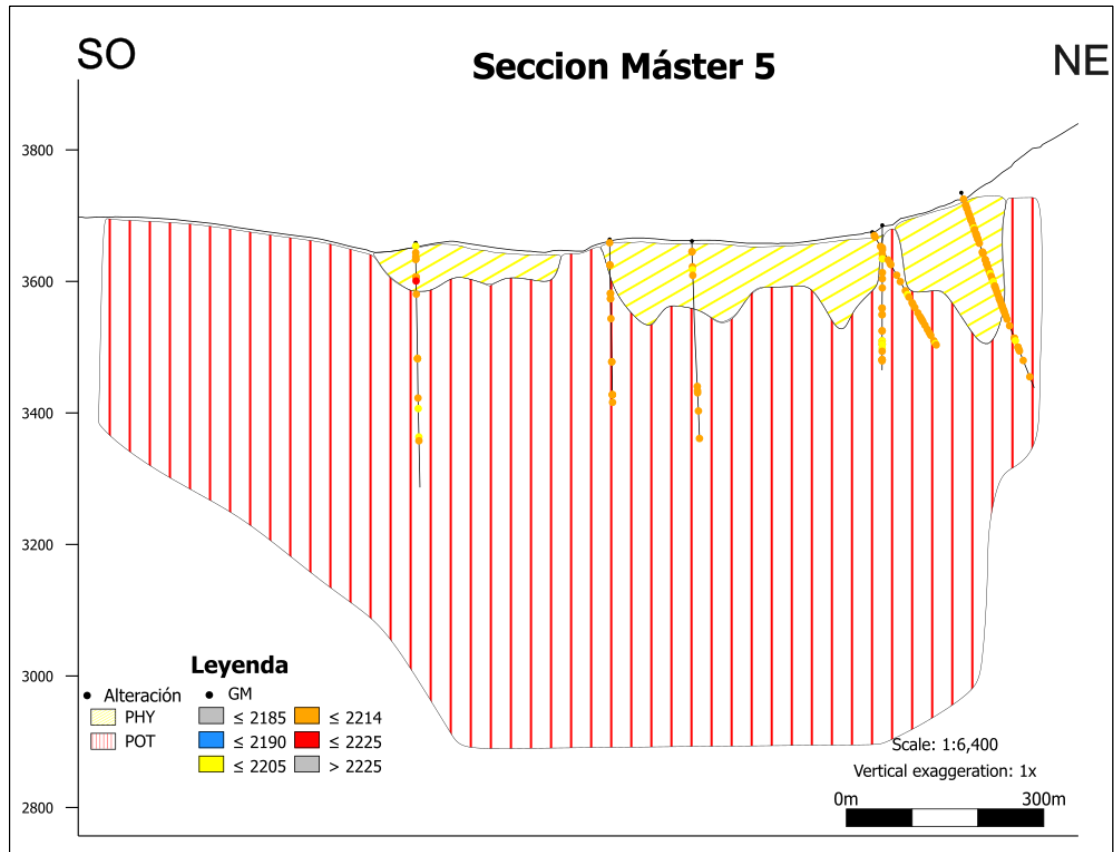 SO
Seccion Máster 5
NE
3800
3600
3400
3200
3000
2800
Leyenda
Alteración
PHY
POT
GM
≤ 2185
≤ 2190
≤ 2205
≤ 2214
≤ 2225
> 2225
Scale: 1:6,400
Vertical exaggeration: 1x
0m 300m